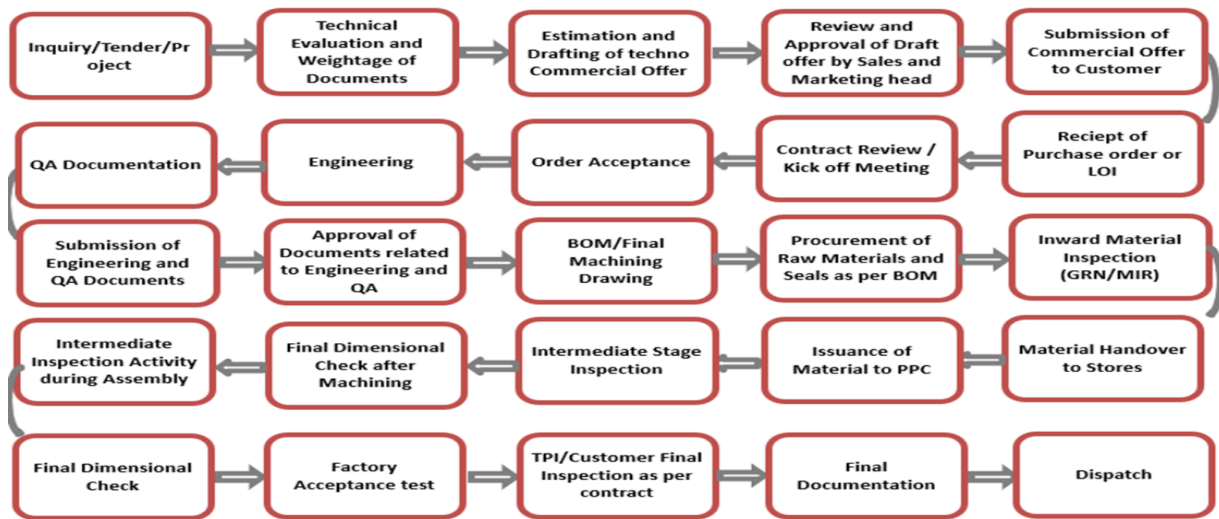 Inquiry/Tender/Pr
oject
Technical
Evaluation and
Weightage of
Documents
Estimation and
Drafting of techno
Commercial Offer
Review and
Approval of Draft
offer by Sales and
Marketing head
Submission of
Commercial Offer
to Customer
Reciept of
Purchase order or
LOI
Contract Review /
Kick off Meeting
Order Acceptance
Engineering
QA Documentation
Submission of
Engineering and
QA Documents
Approval of
Documents related
to Engineering and
QA
BOM/Final
Machining
Drawing
Procurement of
Raw Materials and
Seals as per BOM
Inward Material
Inspection
(GRN/MIR)
Material Handover
to Stores
Issuance of
Material to PPC
Intermediate Stage
Inspection
Final Dimensional
Check after
Machining
Intermediate
Inspection Activity
during Assembly
Final Dimensional
Check
Factory
Acceptance test
TPI/Customer Final
Inspection as per
contract
Final
Documentation
Dispatch